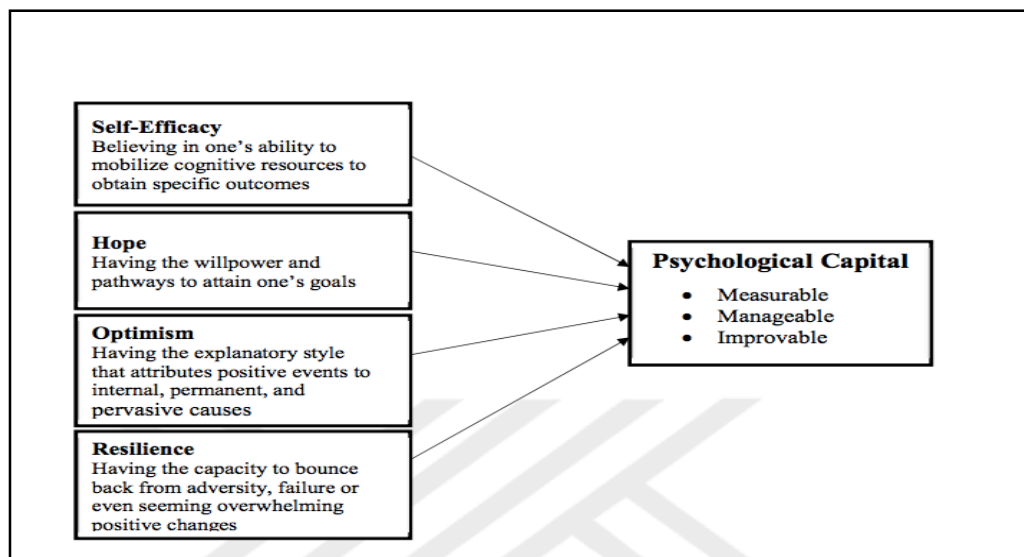 Self-Efficacy
Believing in one's ability to
mobilize cognitive resources to
obtain specific outcomes
Hope
Having the willpower and
pathways to attain one's goals
Optimism
Having the explanatory style
that attributes positive events to
internal, permanent, and
pervasive causes
Resilience
Having the capacity to bounce
back from adversity, failure or
even seeming overwhelming
positive changes
Psychological Capital
• Measurable
• Manageable
• Improvable